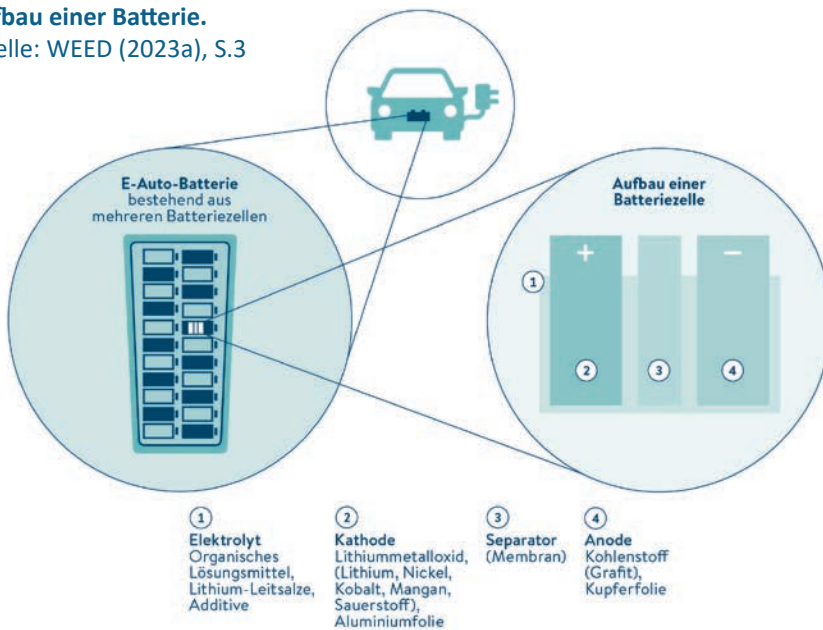 fbau einer Batterie.
elle: WEED (2023a), S.3
E-Auto-Batterie
bestehend aus
mehreren Batteriezellen
Aufbau einer
Batteriezelle
+
−
1
2
3
4
1
Elektrolyt
Organisches
Lösungsmittel,
Lithium-Leitsalze,
Additive
2
Kathode
Lithiummetalloxid,
(Lithium, Nickel,
Kobalt, Mangan,
Sauerstoff),
Aluminiumfolie
3
Separator
(Membran)
4
Anode
Kohlenstoff
(Grafit),
Kupferfolie